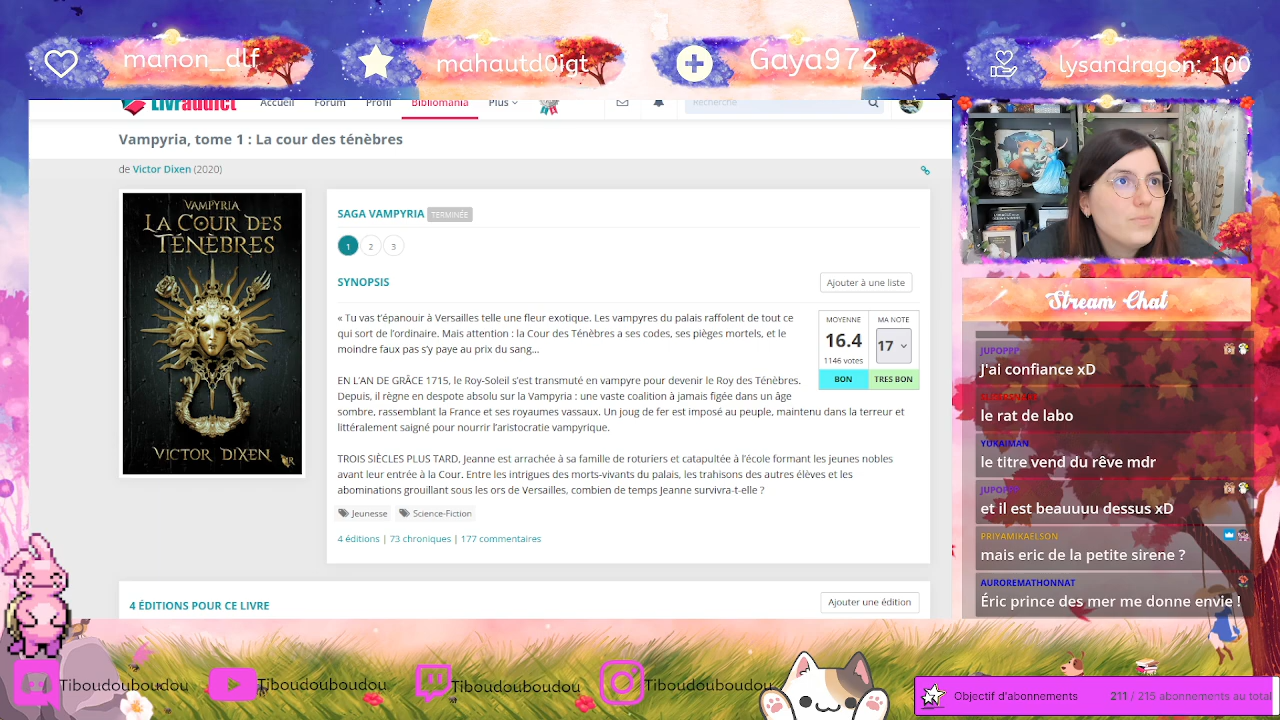 manon_dlf
mahautd0igt
Gaya972
lysandragon: 100
Livraddict
Accueil
Forum
Profil
Bibliomania
Plus
Recherche
Vampyria, tome 1 : La cour des ténèbres
de Victor Dixen (2020)
VAMPYRIA
LA COUR DES
TÉNÈBRES
VICTOR DIXEN
R
SAGA VAMPYRIA TERMINÉE
1 2 3
SYNOPSIS
Ajouter à une liste
« Tu vas t'épanouir à Versailles telle une fleur exotique. Les vampyres du palais raffolent de tout ce
qui sort de l'ordinaire. Mais attention : la Cour des Ténèbres a ses codes, ses pièges mortels, et le
moindre faux pas s'y paye au prix du sang...
MOYENNE
16.4
1146 votes
BON
MA NOTE
17
TRES BON
EN L'AN DE GRÂCE 1715, le Roy-Soleil s'est transmuté en vampyre pour devenir le Roy des Ténèbres.
Depuis, il règne en despote absolu sur la Vampyria : une vaste coalition à jamais figée dans un âge
sombre, rassemblant la France et ses royaumes vassaux. Un joug de fer est imposé au peuple, maintenu dans la terreur et
littéralement saigné pour nourrir l'aristocratie vampyrique.
TROIS SIÈCLES PLUS TARD, Jeanne est arrachée à sa famille de roturiers et catapultée à l'école formant les jeunes nobles
avant leur entrée à la Cour. Entre les intrigues des morts-vivants du palais, les trahisons des autres élèves et les
abominations grouillant sous les ors de Versailles, combien de temps Jeanne survivra-t-elle ?
Jeunesse
Science-Fiction
4 éditions | 73 chroniques | 177 commentaires
4 ÉDITIONS POUR CE LIVRE
Ajouter une édition
Stream Chat
JUPOPPP
J'ai confiance xD
le rat de labo
YUKAIMAN
le titre vend du rêve mdr
JUPOPPP
et il est beauuuu dessus xD
PRIYAMIKAELSON
mais eric de la petite sirene ?
AUROREMATHONNAT
Éric prince des mer me donne envie !
Tiboudouboudou
Tiboudouboudou
Tiboudouboudou
Tiboudouboudou
Objectif d'abonnements
211 / 215 abonnements au total